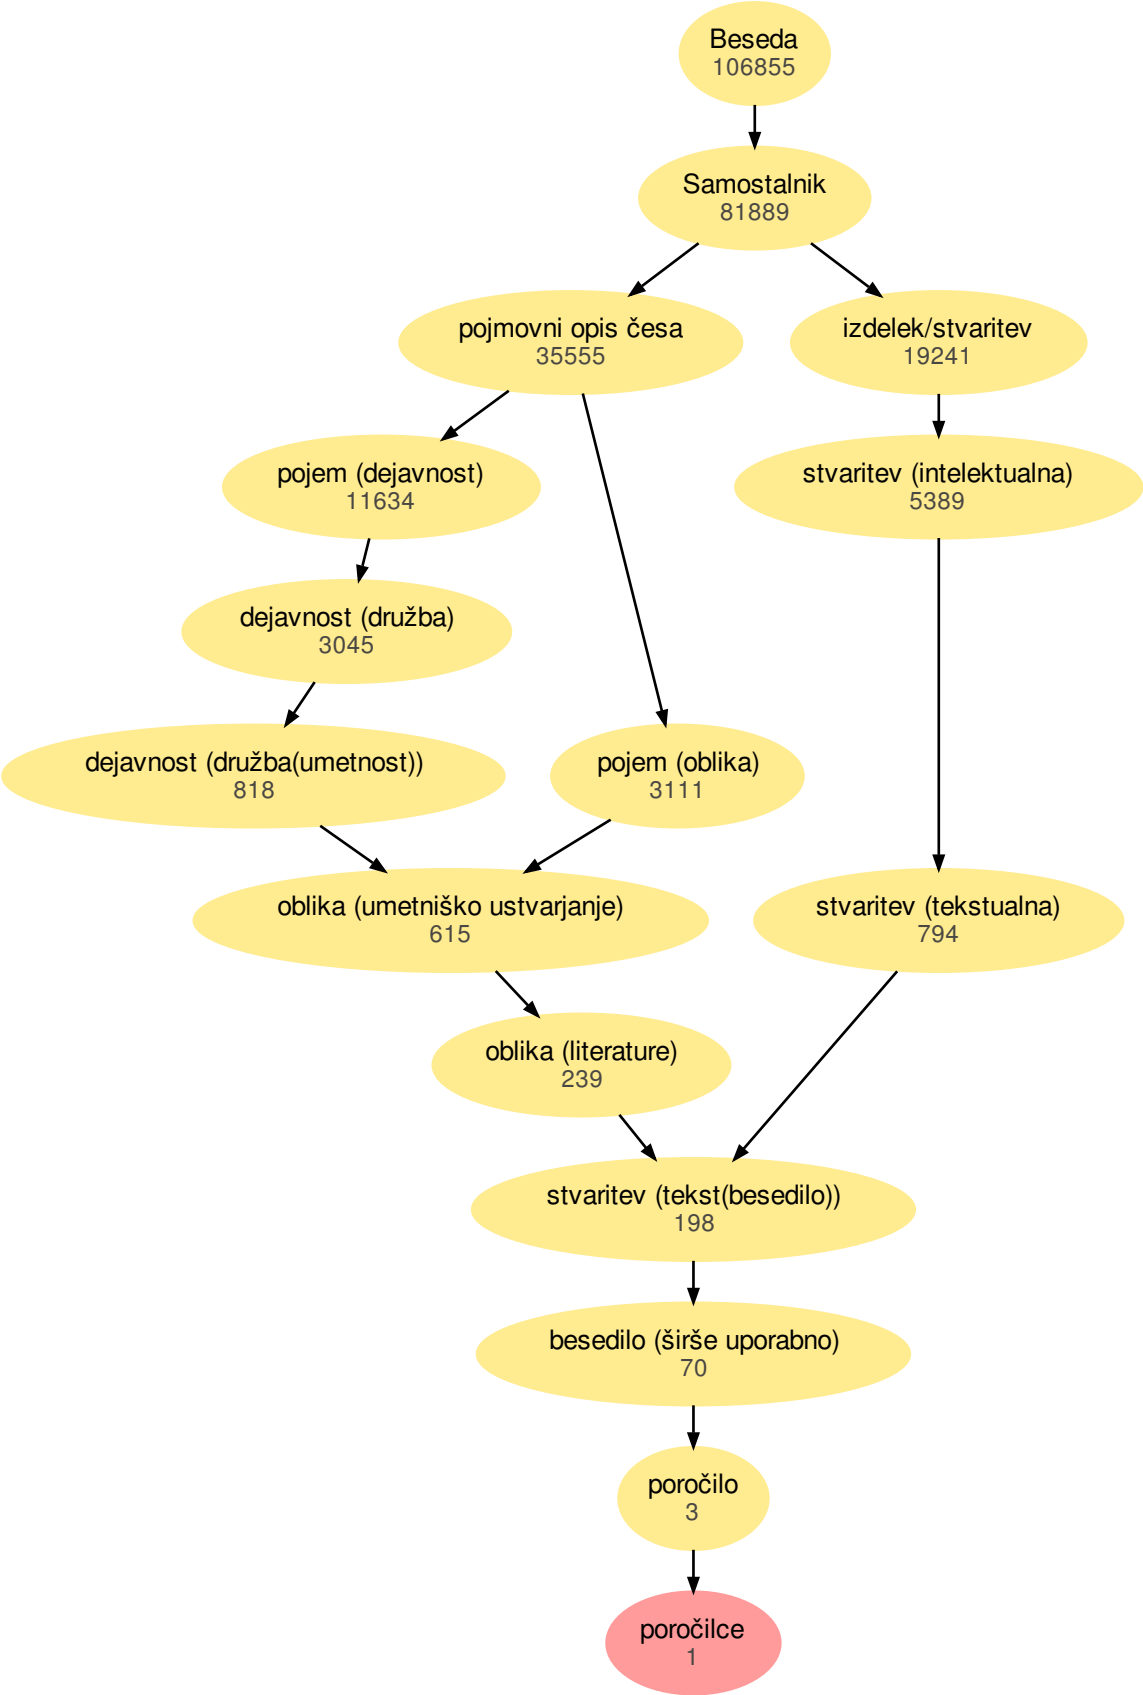 Beseda
106855
Samostalnik
81889
pojmovni opis česa
35555
izdelek/stvaritev
19241
pojem (dejavnost)
11634
stvaritev (intelektualna)
5389
dejavnost (družba)
3045
dejavnost (družba(umetnost))
818
pojem (oblika)
3111
oblika (umetniško ustvarjanje)
615
stvaritev (tekstualna)
794
oblika (literature)
239
stvaritev (tekst(besedilo))
198
besedilo (širše uporabno)
70
poročilo
3
poročilce
1